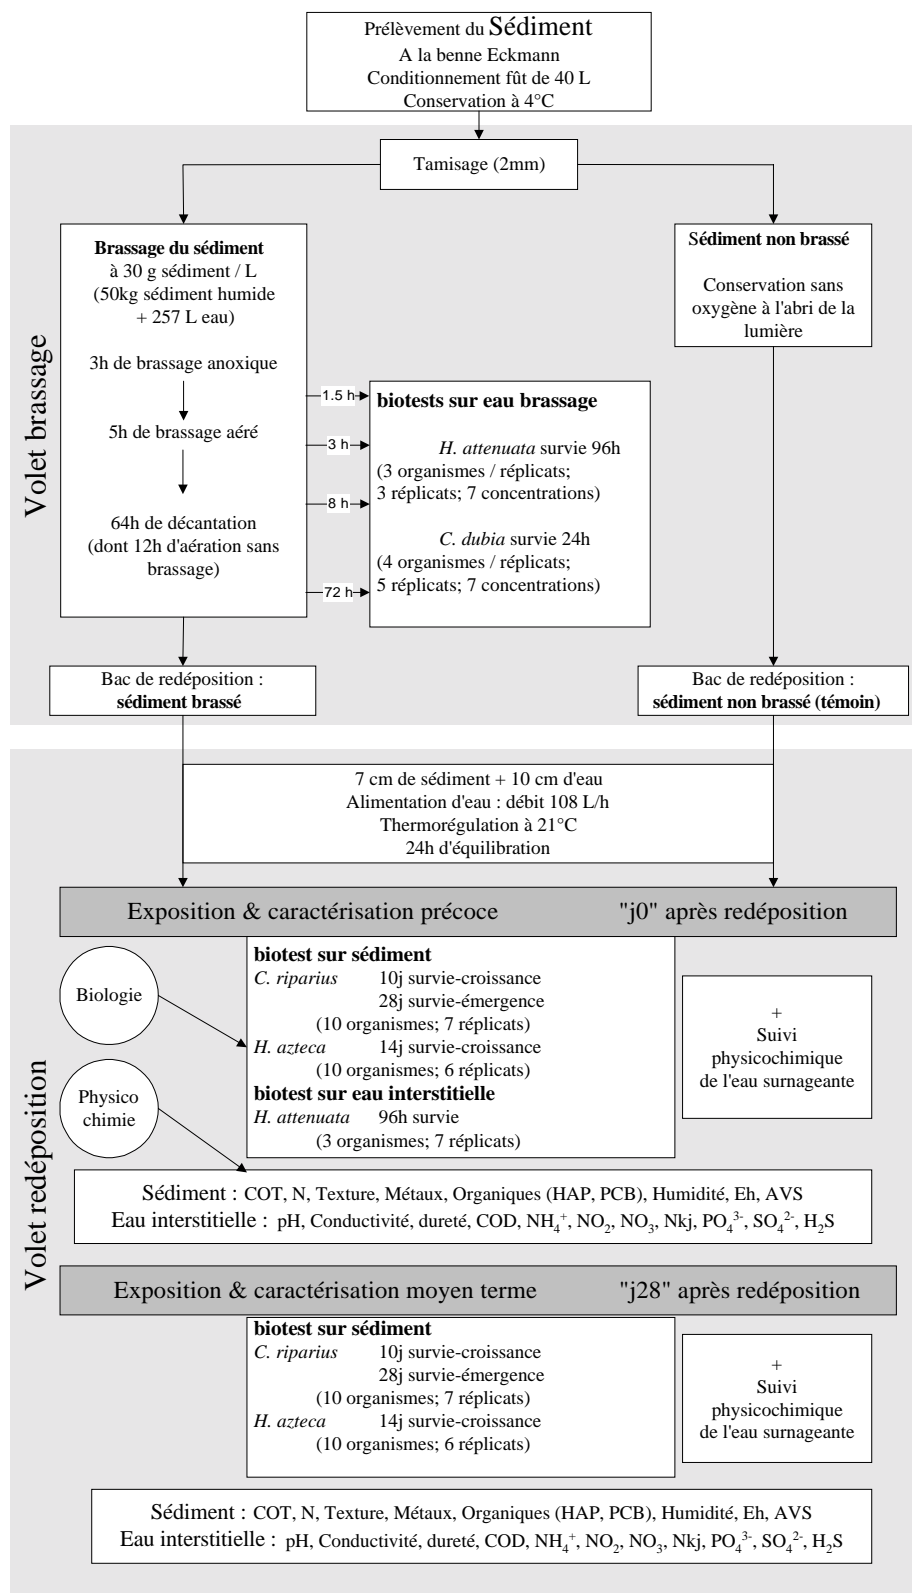 Prélèvement du Sédiment
A la benne Eckmann
Conditionnement fût de 40 L
Conservation à 4°C
Tamisage (2mm)
Volet brassage
Brassage du sédiment
à 30 g sédiment / L
(50kg sédiment humide
+ 257 L eau)
3h de brassage anoxique
5h de brassage aéré
64h de décantation
(dont 12h d'aération sans
brassage)
1.5 h
3 h
8 h
72 h
biotests sur eau brassage
H. attenuata survie 96h
(3 organismes / réplicats;
3 réplicats; 7 concentrations)
C. dubia survie 24h
(4 organismes / réplicats;
5 réplicats; 7 concentrations)
Sédiment non brassé
Conservation sans
oxygène à l'abri de la
lumière
Bac de redéposition :
sédiment brassé
Bac de redéposition :
sédiment non brassé (témoin)
Volet redéposition
7 cm de sédiment + 10 cm d'eau
Alimentation d'eau : débit 108 L/h
Thermorégulation à 21°C
24h d'équilibration
Exposition & caractérisation précoce "j0" après redéposition
Biologie
Physico
chimie
biotest sur sédiment
C. riparius 10j survie-croissance
28j survie-émergence
(10 organismes; 7 réplicats)
H. azteca 14j survie-croissance
(10 organismes; 6 réplicats)
biotest sur eau interstitielle
H. attenuata 96h survie
(3 organismes; 7 réplicats)
+
Suivi
physicochimique
de l'eau surnageante
Sédiment : COT, N, Texture, Métaux, Organiques (HAP, PCB), Humidité, Eh, AVS
Eau interstitielle : pH, Conductivité, dureté, COD, NH₄⁺, NO₂, NO₃, Nkj, PO₄³⁻, SO₄²⁻, H₂S
Exposition & caractérisation moyen terme "j28" après redéposition
biotest sur sédiment
C. riparius 10j survie-croissance
28j survie-émergence
(10 organismes; 7 réplicats)
H. azteca 14j survie-croissance
(10 organismes; 6 réplicats)
+
Suivi
physicochimique
de l'eau surnageante
Sédiment : COT, N, Texture, Métaux, Organiques (HAP, PCB), Humidité, Eh, AVS
Eau interstitielle : pH, Conductivité, dureté, COD, NH₄⁺, NO₂, NO₃, Nkj, PO₄³⁻, SO₄²⁻, H₂S